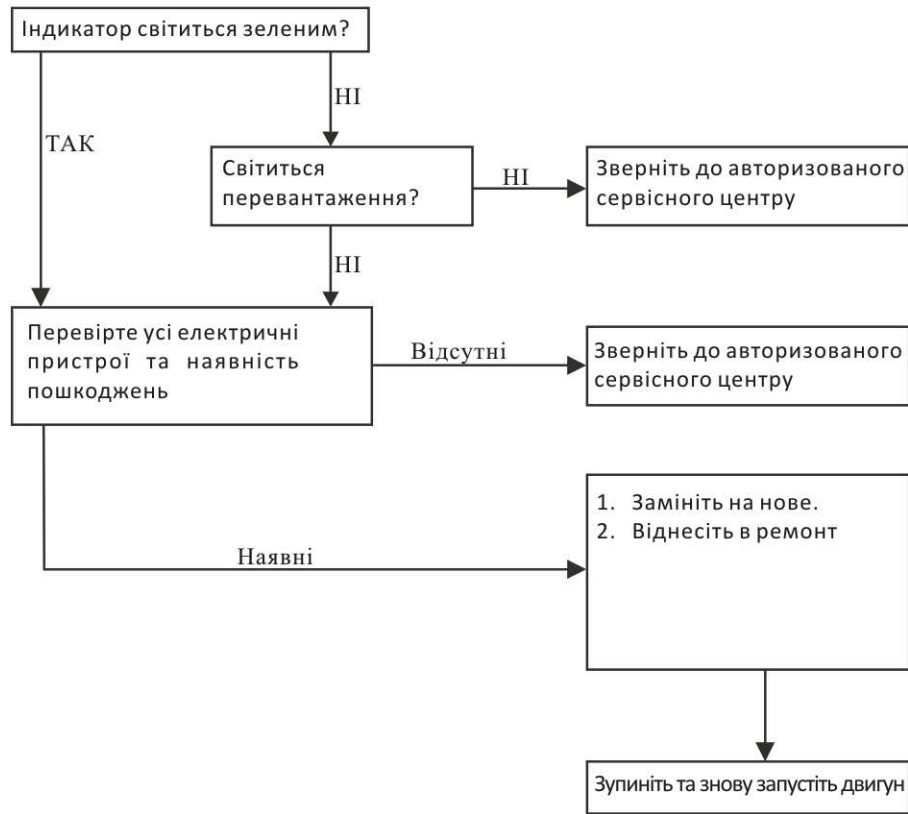 Індикатор світиться зеленим?
НІ
ТАК
Світиться
перевантаження?
НІ
Зверніть до авторизованого
сервісного центру
НІ
Перевірте усі електричні
пристрої та наявність
пошкоджень
Відсутні
Зверніть до авторизованого
сервісного центру
1. Замініть на нове.
2. Віднесіть в ремонт
Наявні
Зупиніть та знову запустіть двигун